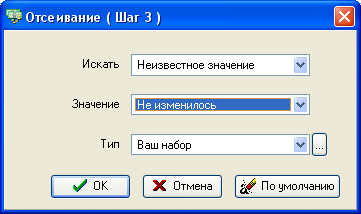 Отсеивание ( Шаг 3 )
Искать Неизвестное значение
Значение Не изменилось
Тип Ваш набор ...
OK Отмена По умолчанию